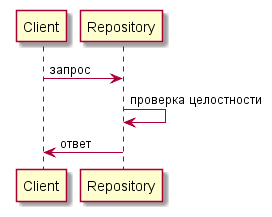 Client Repository
запрос
проверка целостности
ответ
Client Repository